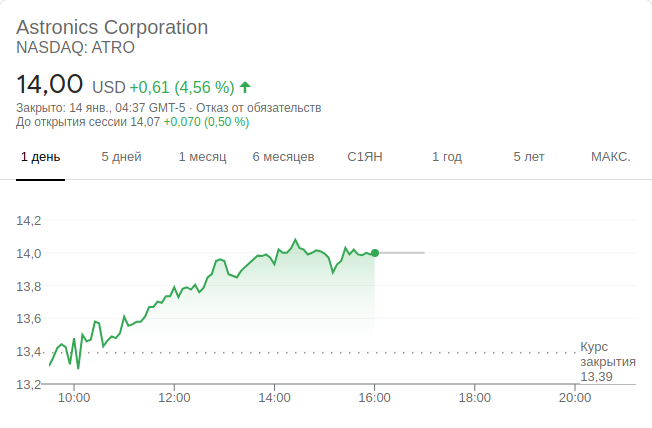 Astronics Corporation
NASDAQ: ATRO
14,00 USD +0,61 (4,56 %)
Закрыто: 14 янв., 04:37 GMT-5 · Отказ от обязательств
До открытия сессии 14,07 +0,070 (0,50 %)
1 день 5 дней 1 месяц 6 месяцев С1ЯН 1 год 5 лет МАКС.
14,2
14,0
13,8
13,6
13,4
13,2
Курс
закрытия
13,39
10:00 12:00 14:00 16:00 18:00 20:00